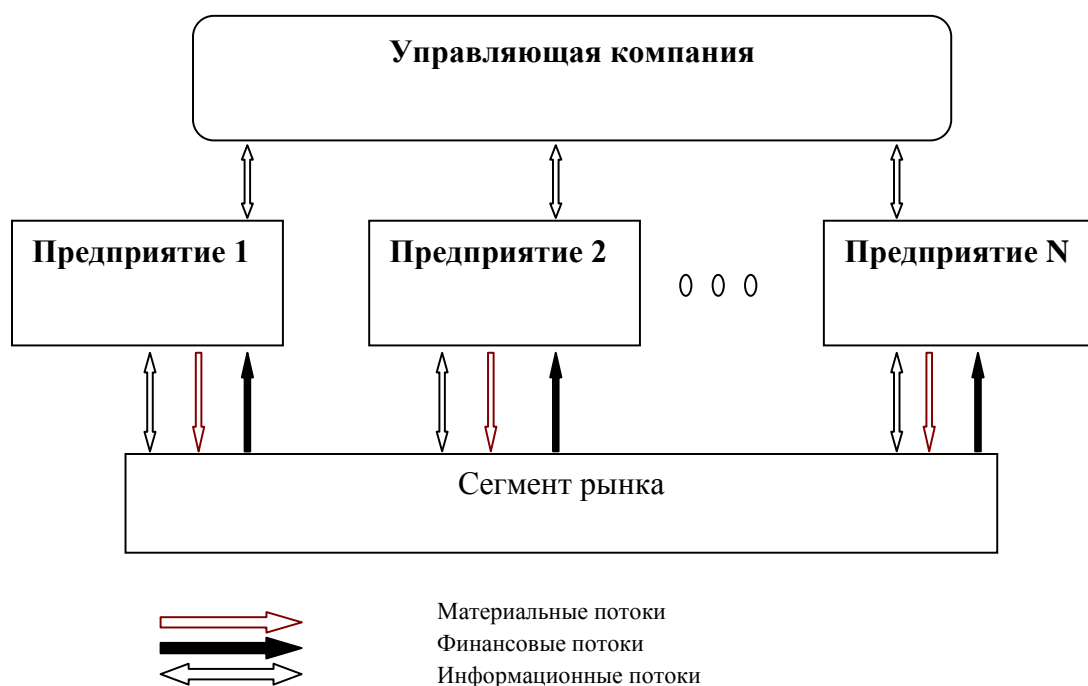 Управляющая компания
Предприятие 1
Предприятие 2
Предприятие N
Сегмент рынка
Материальные потоки
Финансовые потоки
Информационные потоки